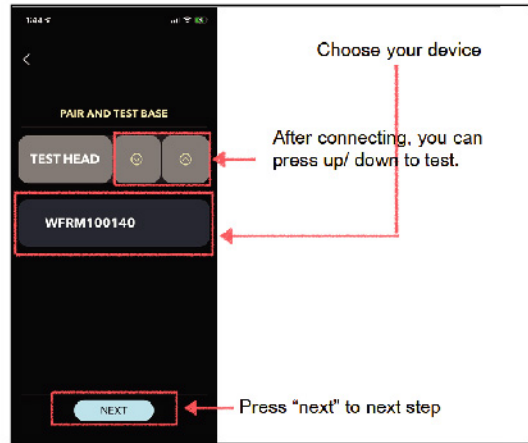 1:44
Choose your device
PAIR AND TEST BASE
TEST HEAD
After connecting, you can
press up/ down to test.
WFRM100140
NEXT
Press “next” to next step